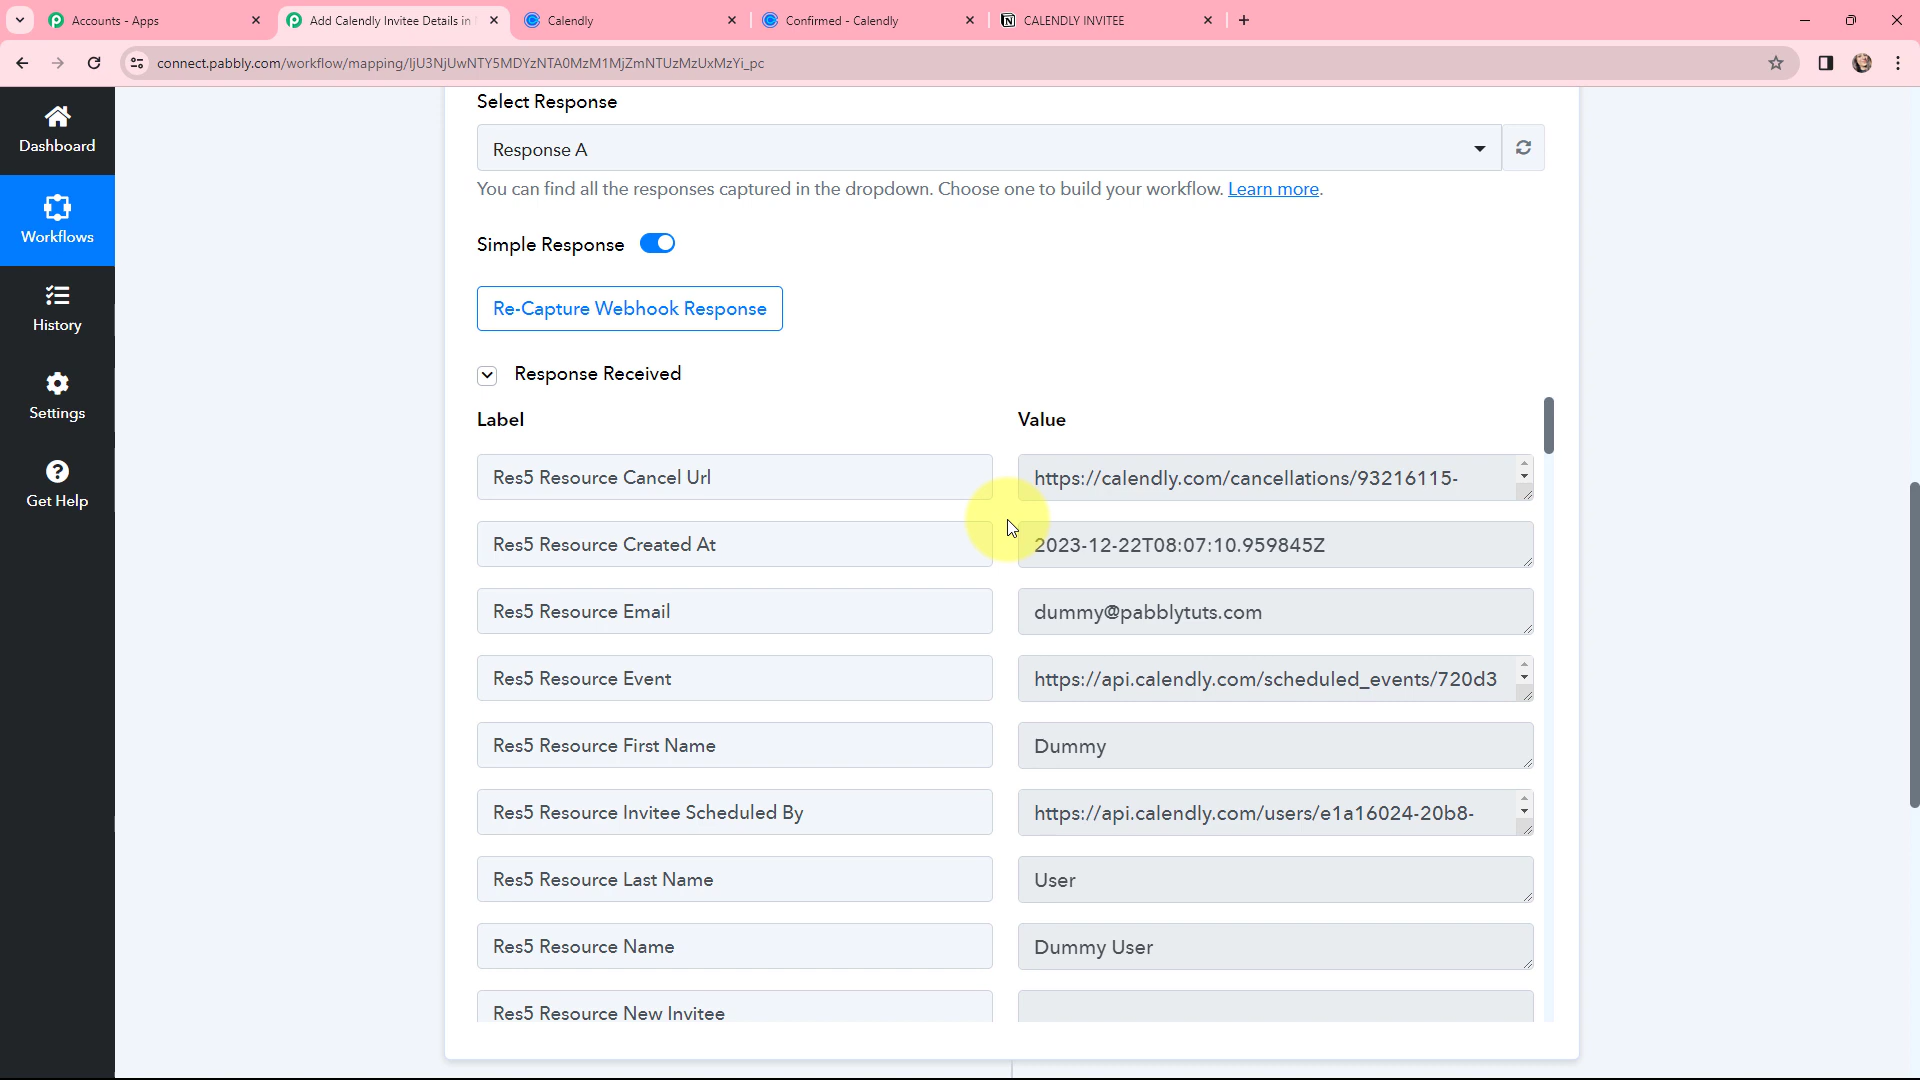 Accounts - Apps
Add Calendly Invitee Details in
Calendly
Confirmed - Calendly
CALENDLY INVITEE
connect.pabbly.com/workflow/mapping/IjU3NjUwNTY5MDYzNTA0MzM1MjZmNTUzMzUxMzYi_pc
Dashboard
Workflows
History
Settings
Get Help
Select Response
Response A
You can find all the responses captured in the dropdown. Choose one to build your workflow. Learn more.
Simple Response
Re-Capture Webhook Response
Response Received
Label Value
Res5 Resource Cancel Url https://calendly.com/cancellations/93216115-
Res5 Resource Created At 2023-12-22T08:07:10.959845Z
Res5 Resource Email dummy@pabblytuts.com
Res5 Resource Event https://api.calendly.com/scheduled_events/720d3
Res5 Resource First Name Dummy
Res5 Resource Invitee Scheduled By https://api.calendly.com/users/e1a16024-20b8-
Res5 Resource Last Name User
Res5 Resource Name Dummy User
Res5 Resource New Invitee